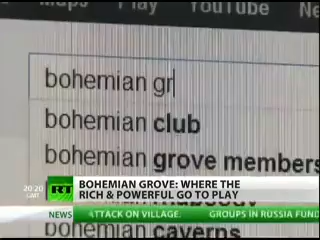 Maps Play YouTube
bohemian gr
bohemian club
bohemian grove members
RT
20:20
GMT
BOHEMIAN GROVE: WHERE THE
RICH & POWERFUL GO TO PLAY
NEWS
ATTACK ON VILLAGE. GROUPS IN RUSSIA FUND
bohemian caverns